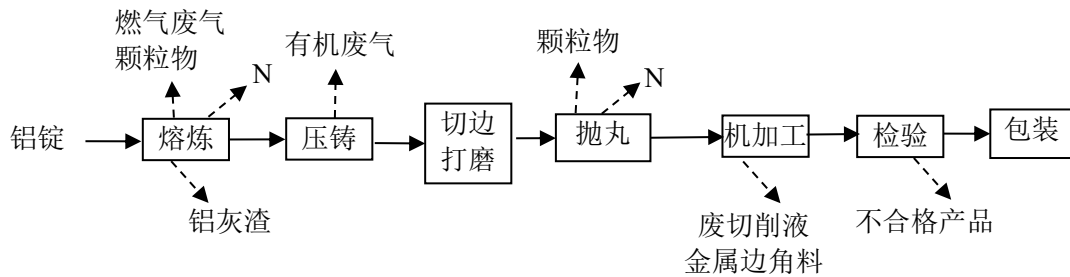 燃气废气
颗粒物
N
有机废气
颗粒物
N
铝锭
熔炼
压铸
切边
打磨
抛丸
机加工
检验
包装
铝灰渣
废切削液
金属边角料
不合格产品